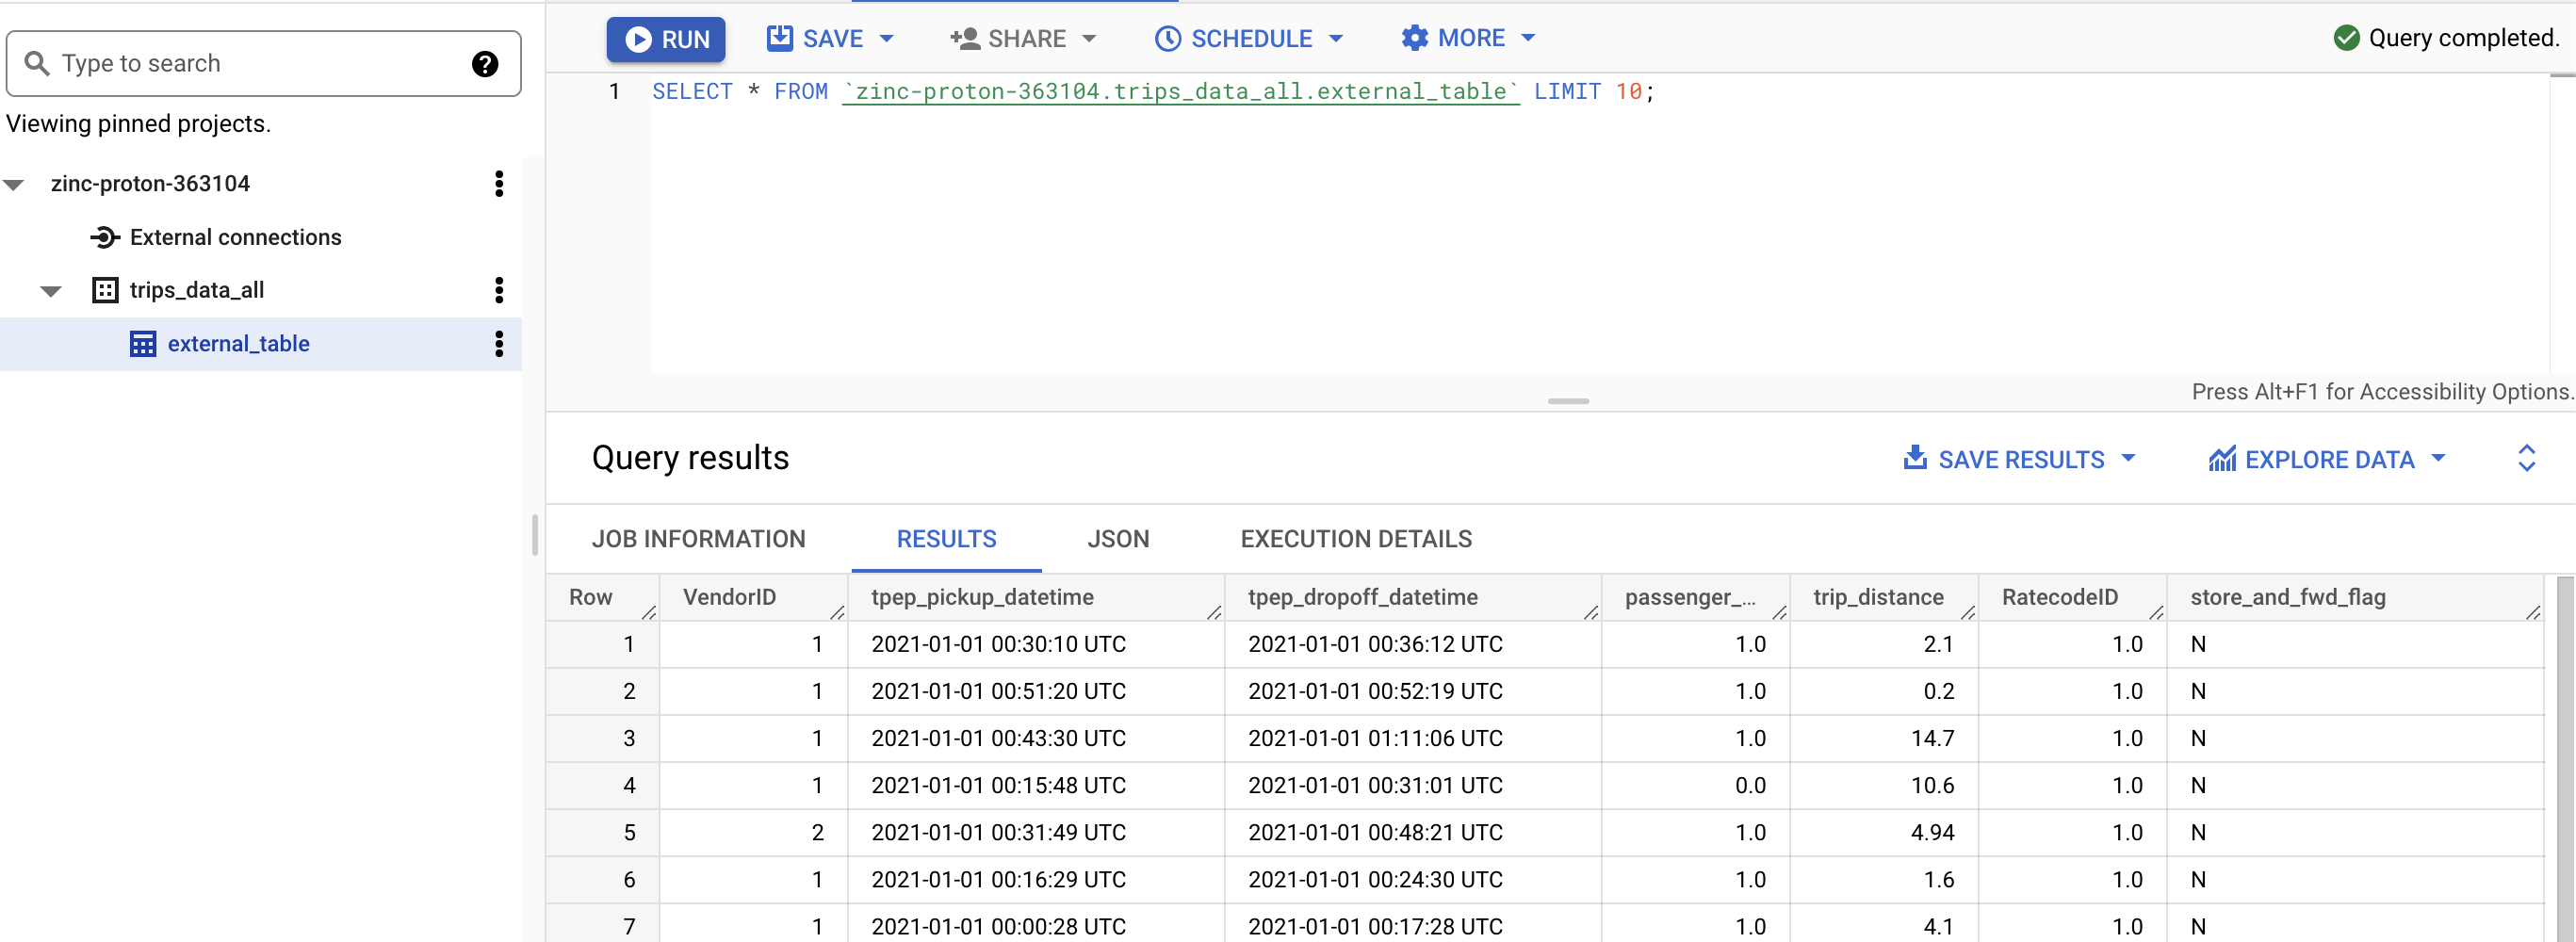 RUN SAVE SHARE SCHEDULE MORE Query completed.
Type to search ?
Viewing pinned projects.
zinc-proton-363104
External connections
trips_data_all
external_table
1 SELECT * FROM `zinc-proton-363104.trips_data_all.external_table` LIMIT 10;
Press Alt+F1 for Accessibility Options.
Query results SAVE RESULTS EXPLORE DATA
JOB INFORMATION RESULTS JSON EXECUTION DETAILS
Row VendorID tpep_pickup_datetime tpep_dropoff_datetime passenger_... trip_distance RatecodeID store_and_fwd_flag
1 1 2021-01-01 00:30:10 UTC 2021-01-01 00:36:12 UTC 1.0 2.1 1.0 N
2 1 2021-01-01 00:51:20 UTC 2021-01-01 00:52:19 UTC 1.0 0.2 1.0 N
3 1 2021-01-01 00:43:30 UTC 2021-01-01 01:11:06 UTC 1.0 14.7 1.0 N
4 1 2021-01-01 00:15:48 UTC 2021-01-01 00:31:01 UTC 0.0 10.6 1.0 N
5 2 2021-01-01 00:31:49 UTC 2021-01-01 00:48:21 UTC 1.0 4.94 1.0 N
6 1 2021-01-01 00:16:29 UTC 2021-01-01 00:24:30 UTC 1.0 1.6 1.0 N
7 1 2021-01-01 00:00:28 UTC 2021-01-01 00:17:28 UTC 1.0 4.1 1.0 N